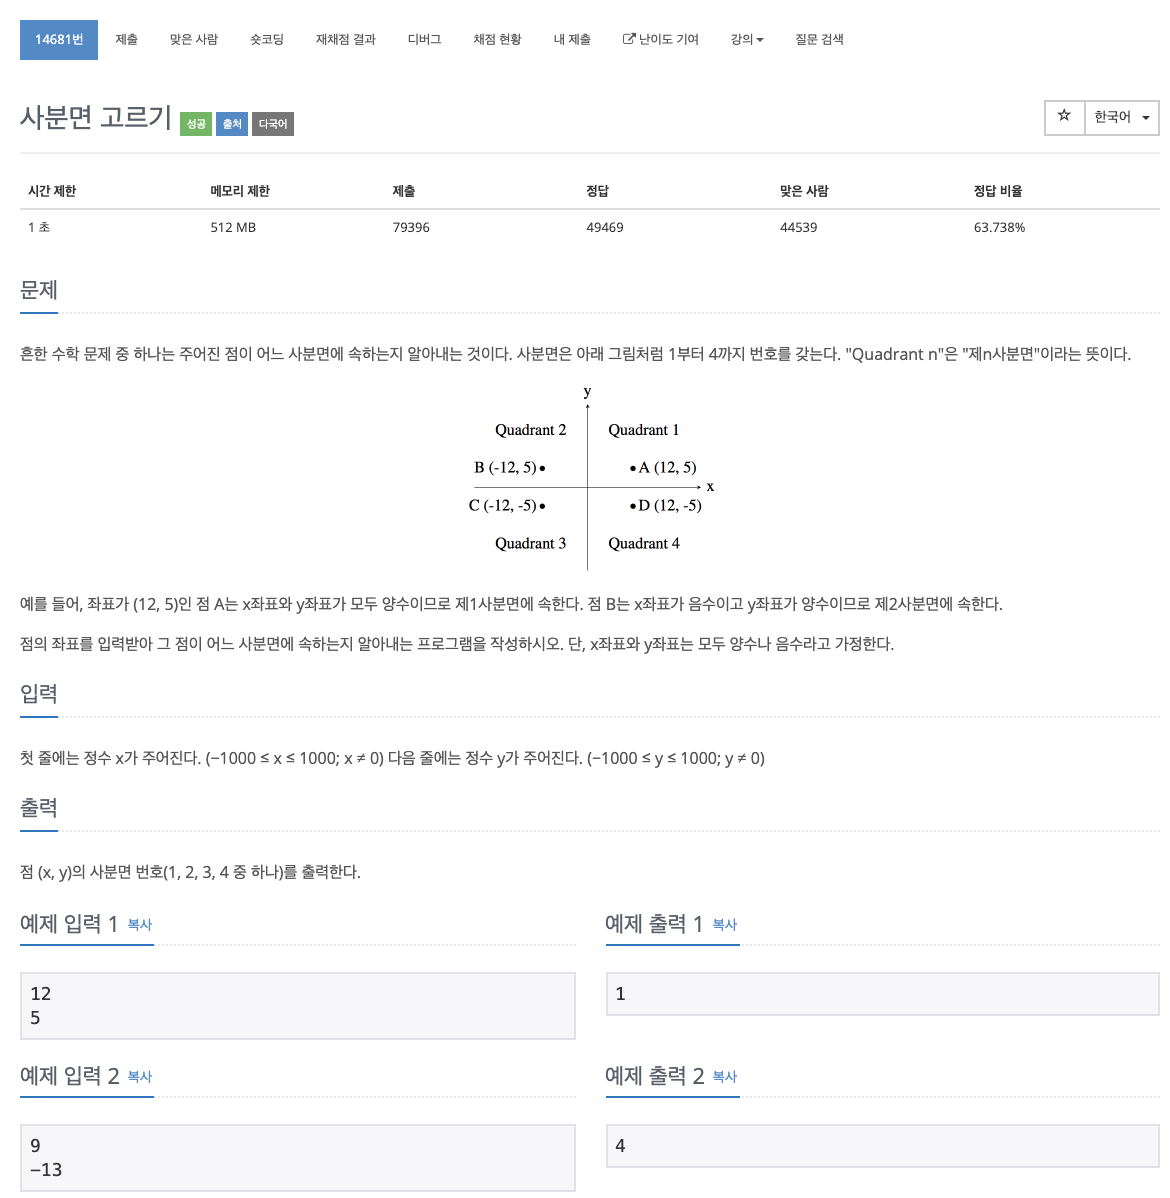 14681번 제출 맞은 사람 숏코딩 재채점 결과 디버그 채점 현황 내 제출 난이도 기여 강의 질문 검색
사분면 고르기 성공 출처 다국어 ☆ 한국어
시간 제한 메모리 제한 제출 정답 맞은 사람 정답 비율
1 초 512 MB 79396 49469 44539 63.738%
문제
흔한 수학 문제 중 하나는 주어진 점이 어느 사분면에 속하는지 알아내는 것이다. 사분면은 아래 그림처럼 1부터 4까지 번호를 갖는다. "Quadrant n"은 "제n사분면"이라는 뜻이다.
y
Quadrant 2 Quadrant 1
B (-12, 5) A (12, 5)
x
C (-12, -5) D (12, -5)
Quadrant 3 Quadrant 4
예를 들어, 좌표가 (12, 5)인 점 A는 x좌표와 y좌표가 모두 양수이므로 제1사분면에 속한다. 점 B는 x좌표가 음수이고 y좌표가 양수이므로 제2사분면에 속한다.
점의 좌표를 입력받아 그 점이 어느 사분면에 속하는지 알아내는 프로그램을 작성하시오. 단, x좌표와 y좌표는 모두 양수나 음수라고 가정한다.
입력
첫 줄에는 정수 x가 주어진다. (−1000 ≤ x ≤ 1000; x ≠ 0) 다음 줄에는 정수 y가 주어진다. (−1000 ≤ y ≤ 1000; y ≠ 0)
출력
점 (x, y)의 사분면 번호(1, 2, 3, 4 중 하나)를 출력한다.
예제 입력 1 복사
12
5
예제 출력 1 복사
1
예제 입력 2 복사
9
−13
예제 출력 2 복사
4